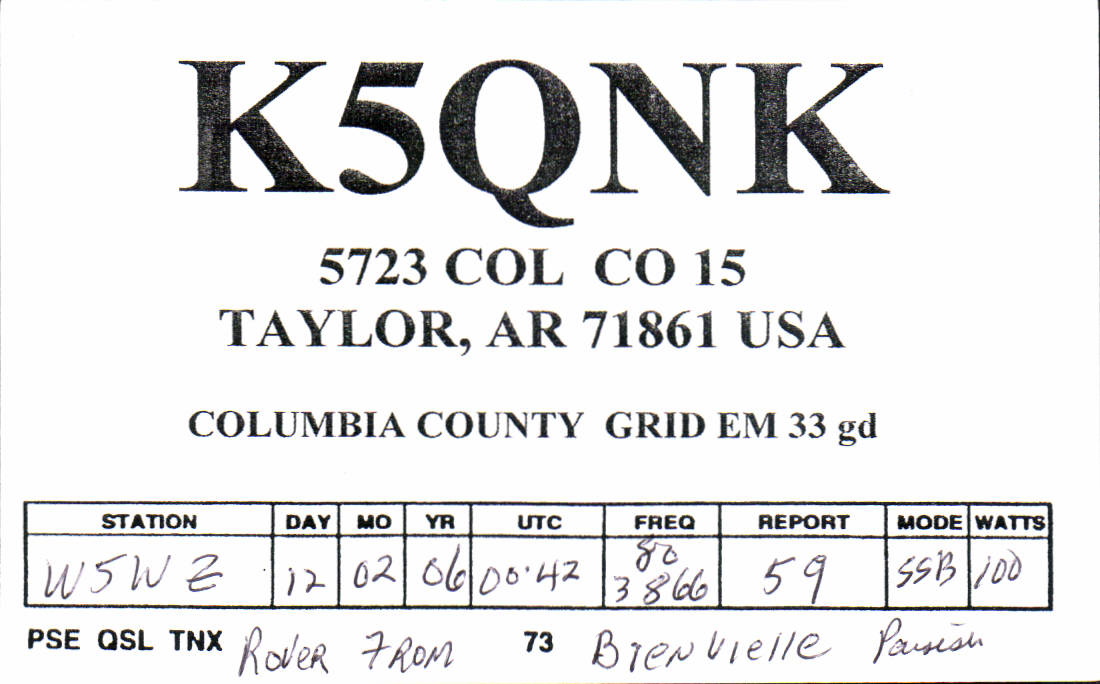 K5QNK
5723 COL CO 15
TAYLOR, AR 71861 USA
COLUMBIA COUNTY GRID EM 33 gd
STATION DAY MO YR UTC FREQ REPORT MODE WATTS
W5WZ 12 02 06 00:42 80 3866 59 SSB 100
PSE QSL TNX Rover FROM 73 Bienvielle Parish